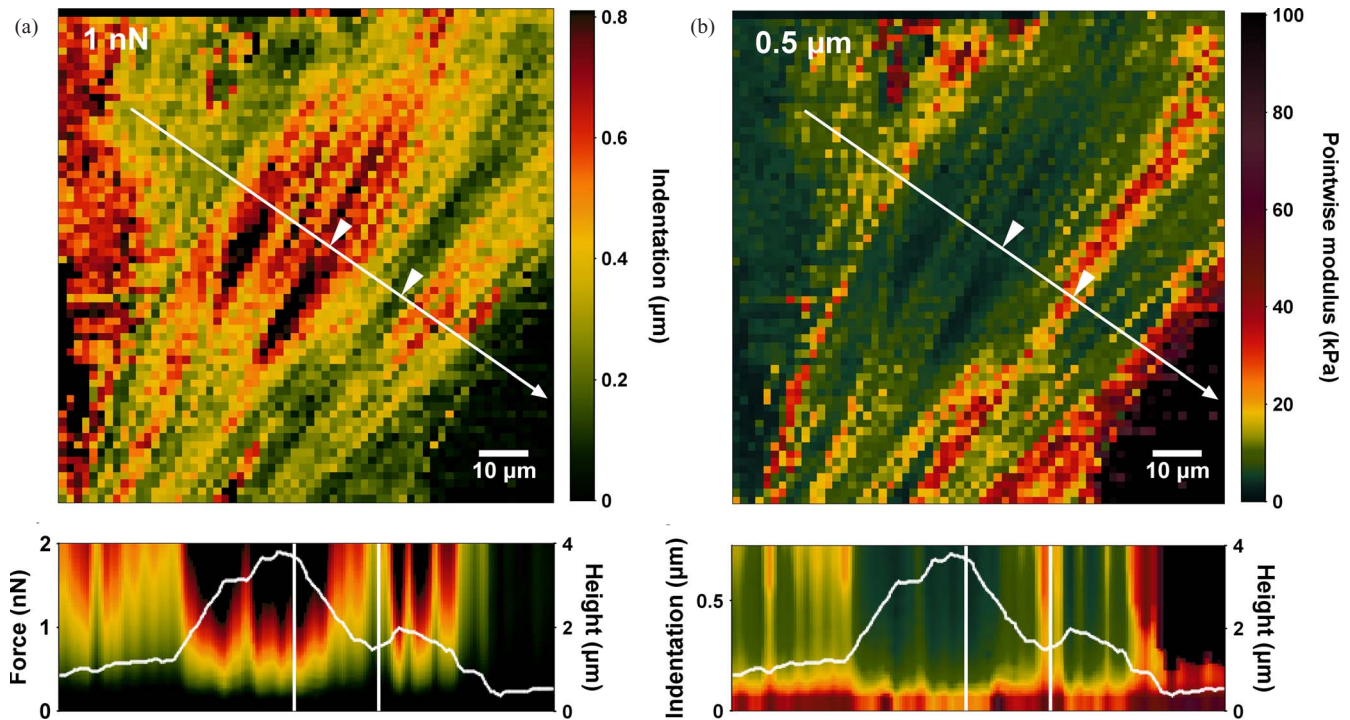 (a)
1 nN
10 µm
0.8
0.6
0.4
0.2
0
Indentation (µm)
(b)
0.5 µm
10 µm
100
80
60
40
20
0
Pointwise modulus (kPa)
2
1
0
Force (nN)
4
2
0
Height (µm)
0.5
0
Indentation (µm)
4
2
0
Height (µm)